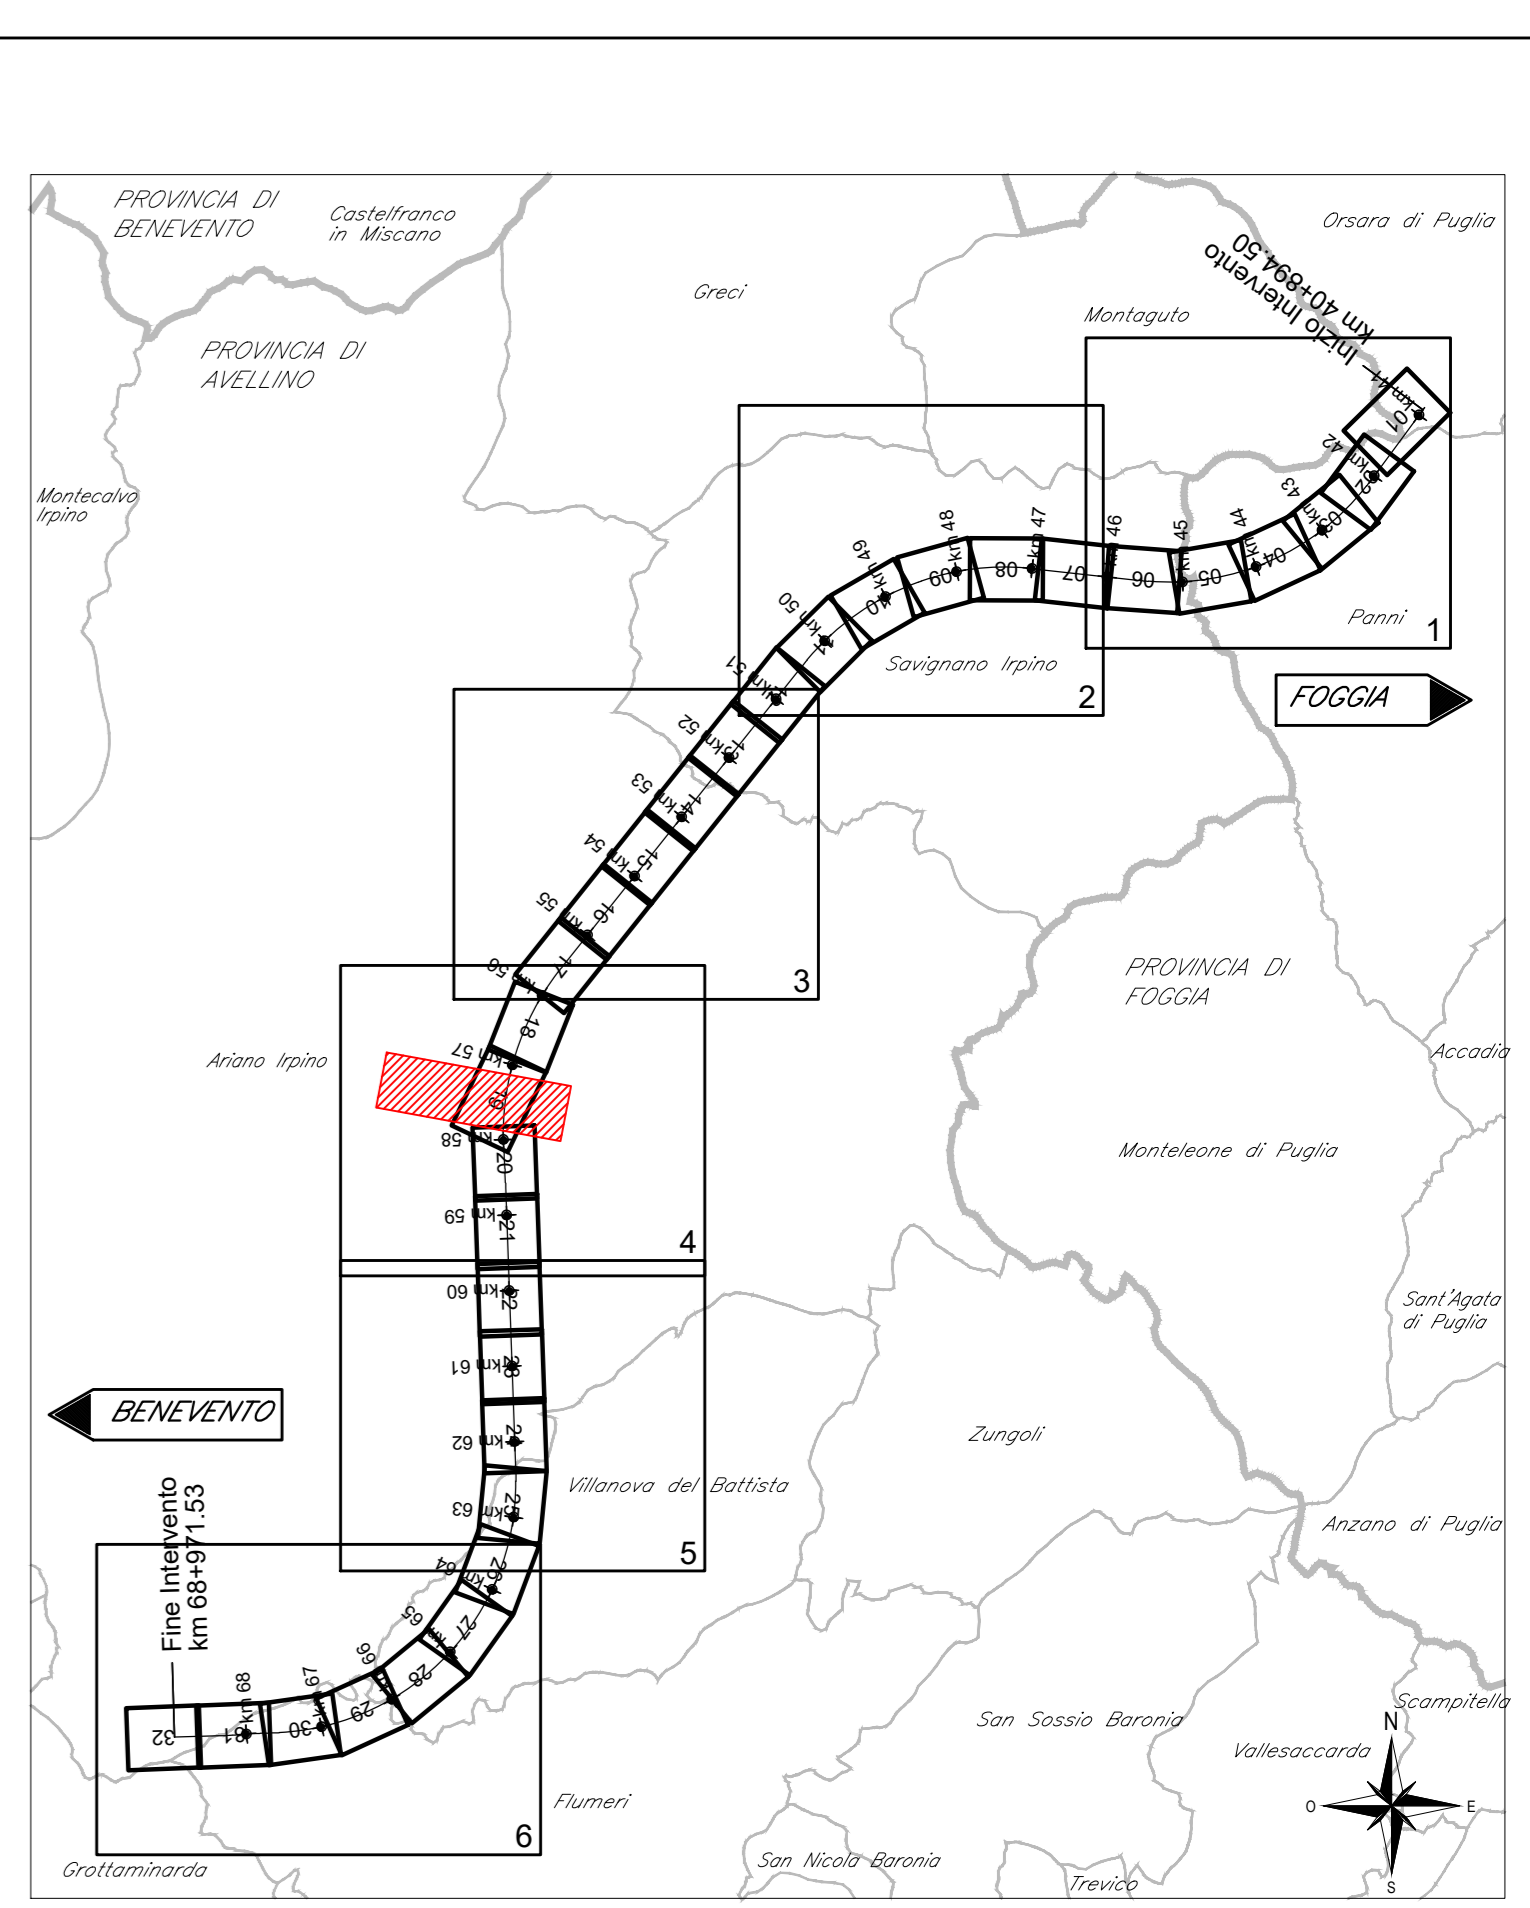 PROVINCIA DI
BENEVENTO
Castelfranco
in Miscano
Orsara di Puglia
Greci
Montaguto
Inizio Intervento
km 40+894.50
PROVINCIA DI
AVELLINO
km 41
01
km 42
02
Montecalvo
Irpino
km 43
03
km 44
04
km 45
05
km 46
06
km 47
07
km 48
08
09
km 49
10
km 50
11
Panni
1
Savignano Irpino
2
FOGGIA
km 51
12
km 52
13
km 53
14
km 54
15
km 55
16
17
km 56
3
PROVINCIA DI
FOGGIA
18
Ariano Irpino
km 57
19
Accadia
km 58
20
Monteleone di Puglia
km 59
21
4
km 60
22
Sant'Agata
di Puglia
km 61
23
BENEVENTO
km 62
24
Zungoli
Villanova del Battista
km 63
25
Anzano di Puglia
Fine Intervento
km 68+971.53
5
km 64
26
km 65
27
km 66
28
29
km 67
30
km 68
31
32
Scampitella
San Sossio Baronia
N
Vallesaccarda
O
E
S
Flumeri
6
Grottaminarda
San Nicola Baronia
Trevico